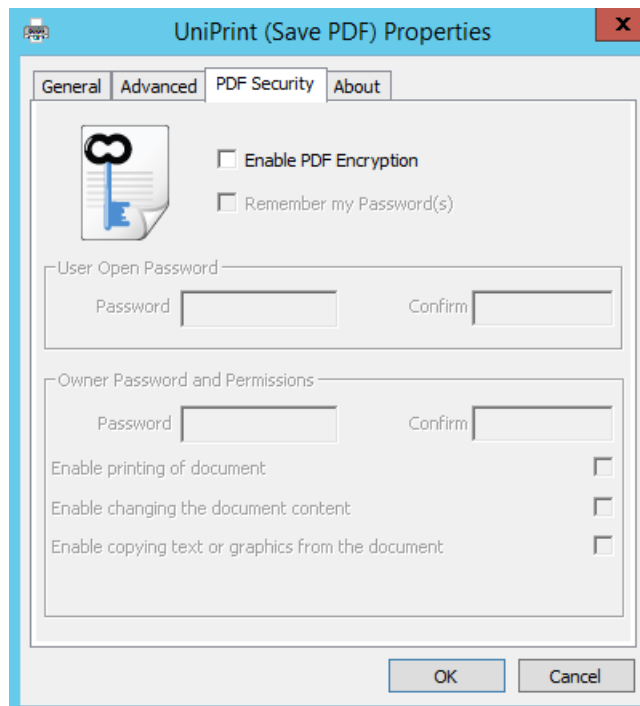 UniPrint (Save PDF) Properties
x
General Advanced PDF Security About
Enable PDF Encryption
Remember my Password(s)
User Open Password
Password Confirm
Owner Password and Permissions
Password Confirm
Enable printing of document
Enable changing the document content
Enable copying text or graphics from the document
OK Cancel